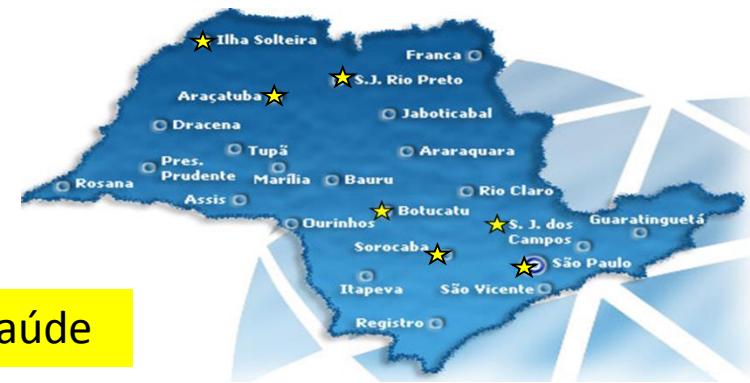 Ilha Solteira
Franca
S.J. Rio Preto
Araçatuba
Jaboticabal
Dracena
Tupã
Araraquara
Pres.
Prudente
Marília
Bauru
Rosana
Rio Claro
Assis
Botucatu
Ourinhos
S. J. dos
Campos
Guaratinguetá
Sorocaba
São Paulo
Itapeva
São Vicente
Registro
aúde